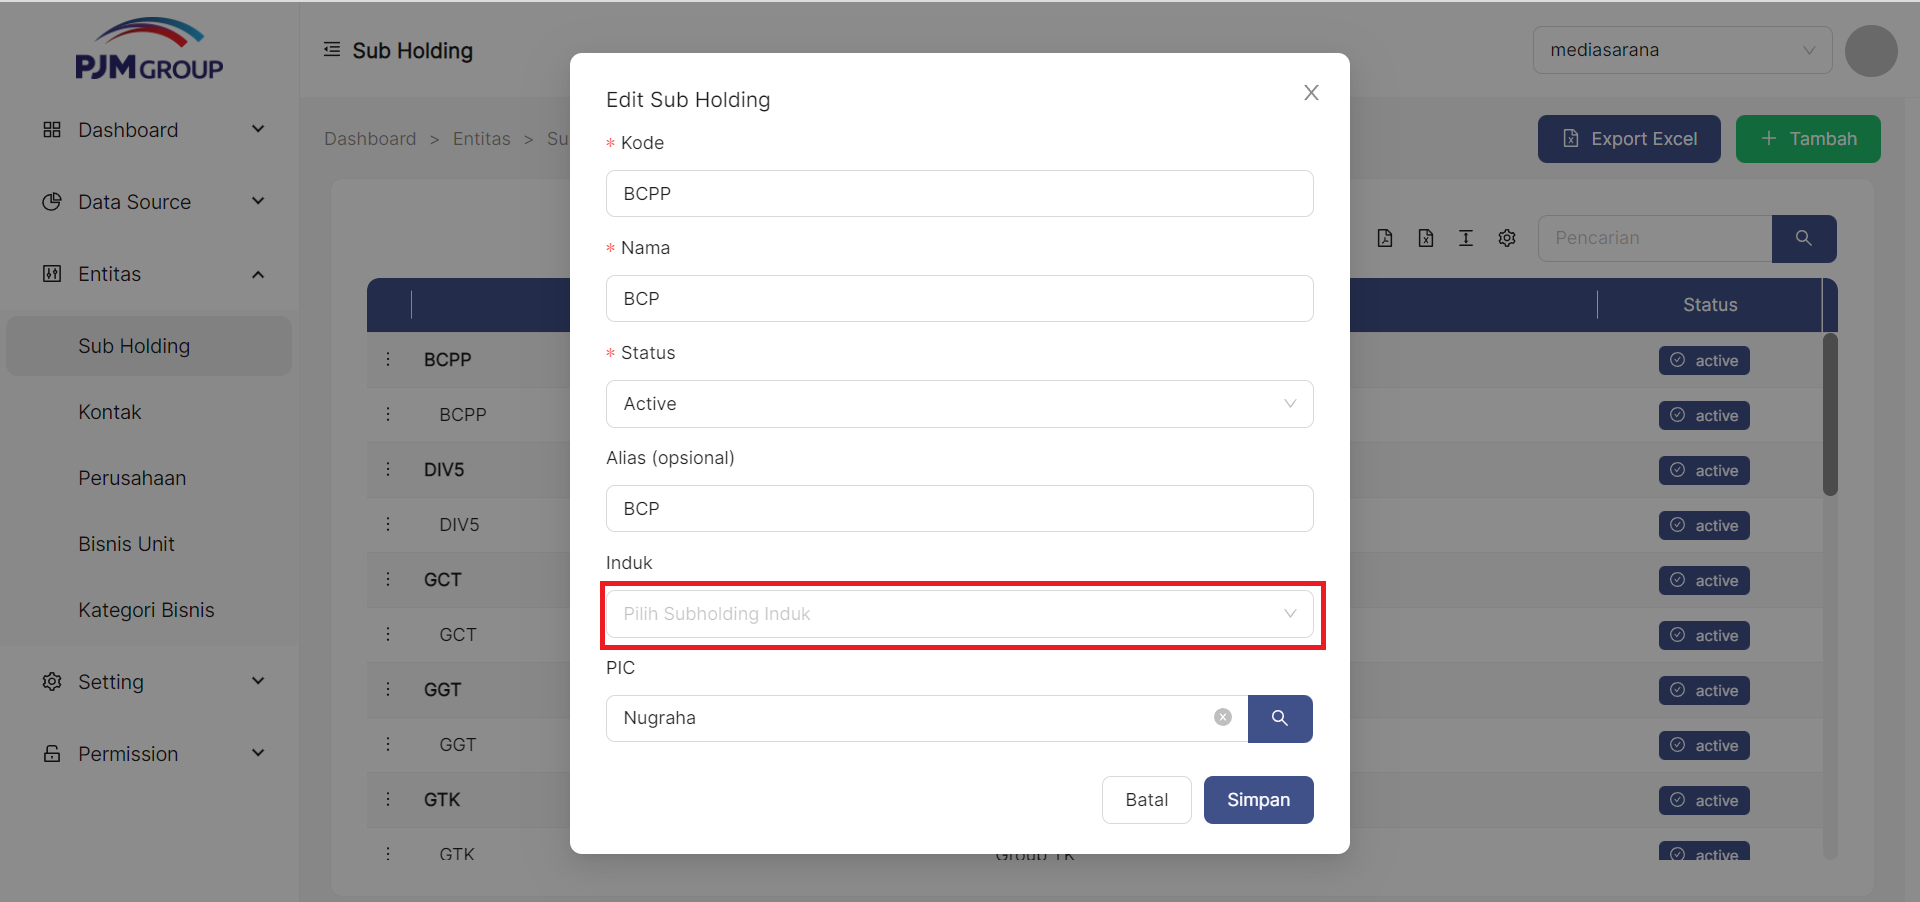 PJM GROUP
Dashboard
Data Source
Entitas
Sub Holding
Kontak
Perusahaan
Bisnis Unit
Kategori Bisnis
Setting
Permission
Sub Holding
mediasarana
Dashboard > Entitas > Su
Export Excel
+ Tambah
Pencarian
Status
BCPP active
BCPP active
DIV5 active
DIV5 active
GCT active
GCT active
GGT active
GGT active
GTK active
GTK Group TK active
Edit Sub Holding
* Kode
BCPP
* Nama
BCP
* Status
Active
Alias (opsional)
BCP
Induk
Pilih Subholding Induk
PIC
Nugraha
Batal
Simpan